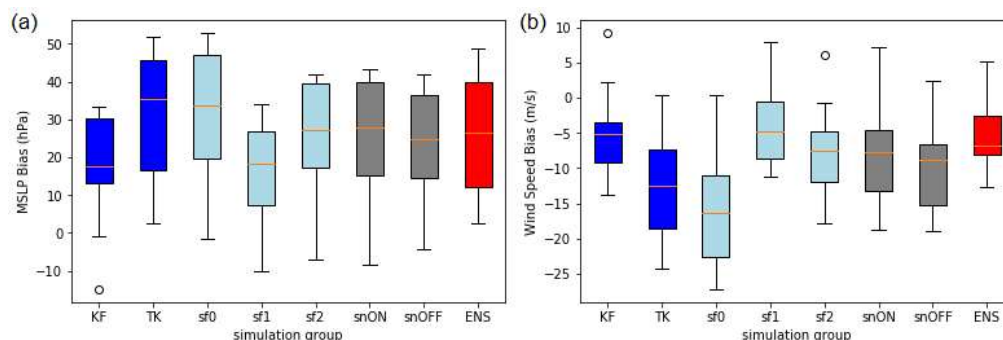 (a)
MSLP Bias (hPa)
50
40
30
20
10
0
−10
KF TK sf0 sf1 sf2 snON snOFF ENS
simulation group
(b)
Wind Speed Bias (m/s)
10
5
0
−5
−10
−15
−20
−25
KF TK sf0 sf1 sf2 snON snOFF ENS
simulation group